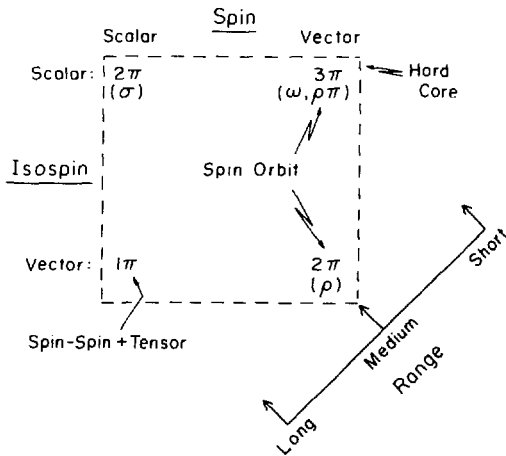 Spin
Scalar Vector
Scalar: 2π 3π Hard
(σ) (ω,ρπ) Core
Isospin Spin Orbit
Short
Vector: 1π 2π
(ρ)
Spin-Spin + Tensor
Medium
Range
Long